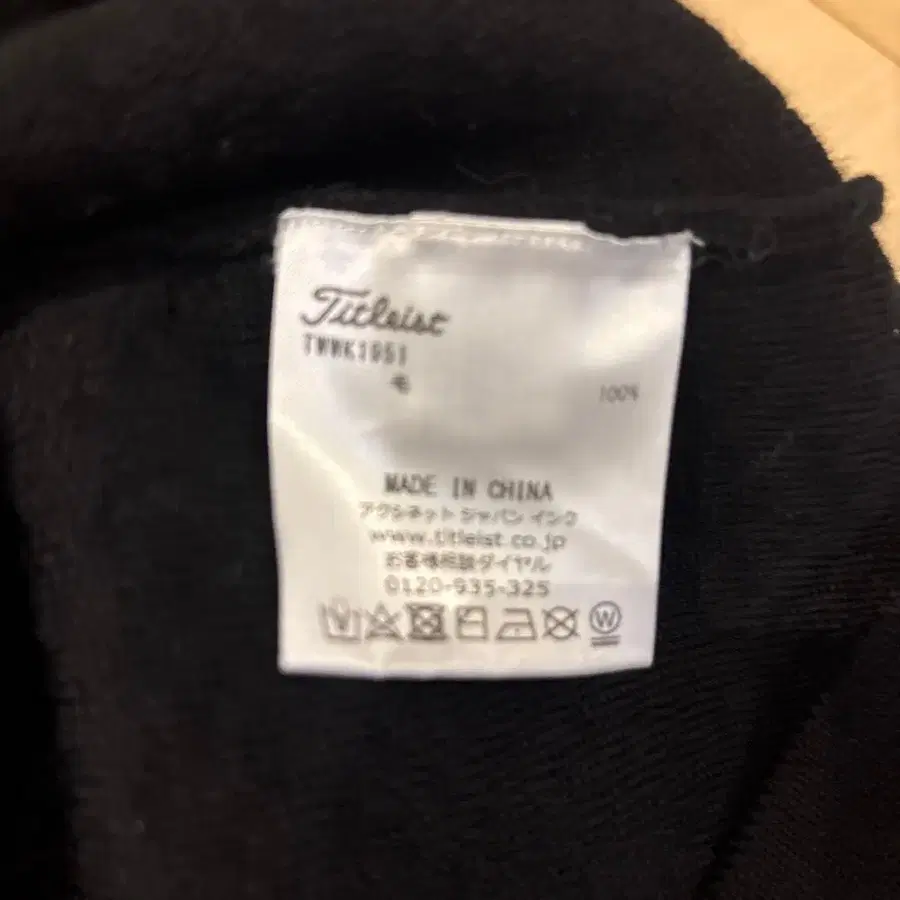 Titleist
TWWK1951
毛 100%
MADE IN CHINA
アクシネット ジャパン インク
www.titleist.co.jp
お客様相談ダイヤル
0120-935-325
W